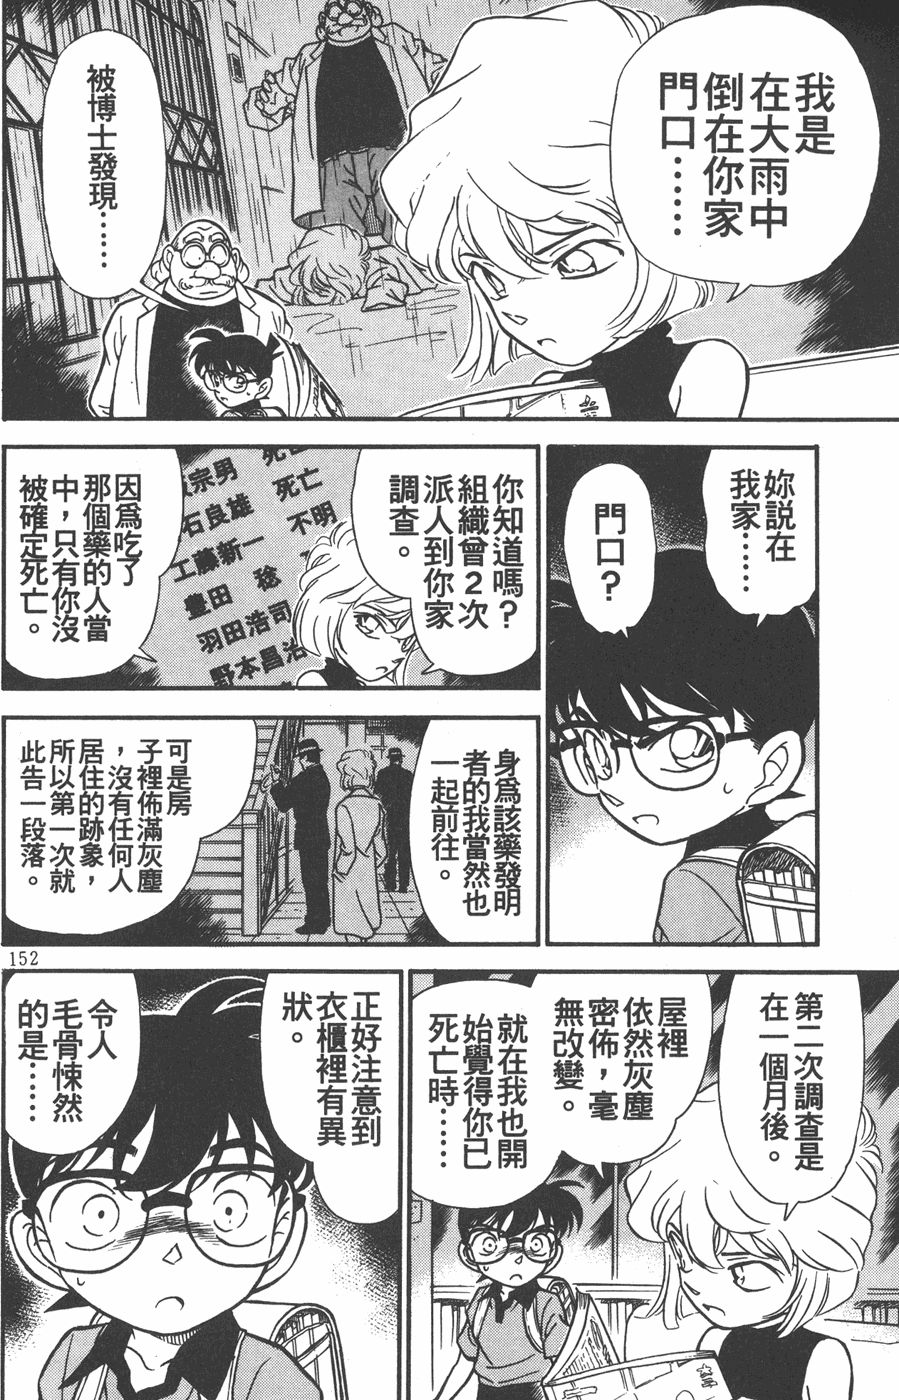 我是
在大雨中
倒在你家
門口……
被博士發現……
妳說在
我家……
門口？
你知道嗎？
組織曾2次
派人到你家
調查。
死亡
宗男
死亡
石良雄
不明
工藤新一
豊田 稔
羽田浩司
野本昌治
因為吃了
那個藥的人當
中，只有你沒
被確定死亡。
身為該藥發明
者的我當然也
一起前往。
可是房
子裡佈滿灰塵
，沒有任何人
居住的跡象，
所以第一次就
此告一段落。
152
第二次調查是
在一個月後。
屋裡
依然灰塵
密佈，毫
無改變。
就在我也開
始覺得你已
死亡時……
正好注意到
衣櫃裡有異
狀。
令人
毛骨悚然
的是……